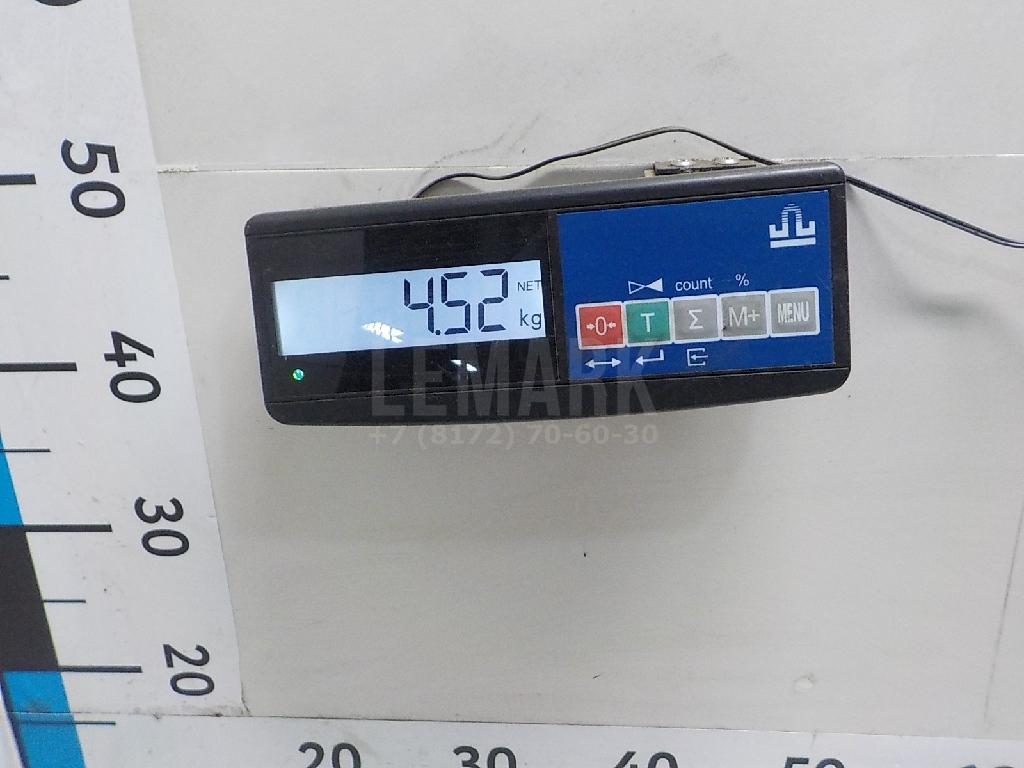 50
40
30
20
4.52
NET
kg
count %
→0← T Σ M+ MENU
LEMARK
+7 (8172) 70-60-30
20 30 40 50